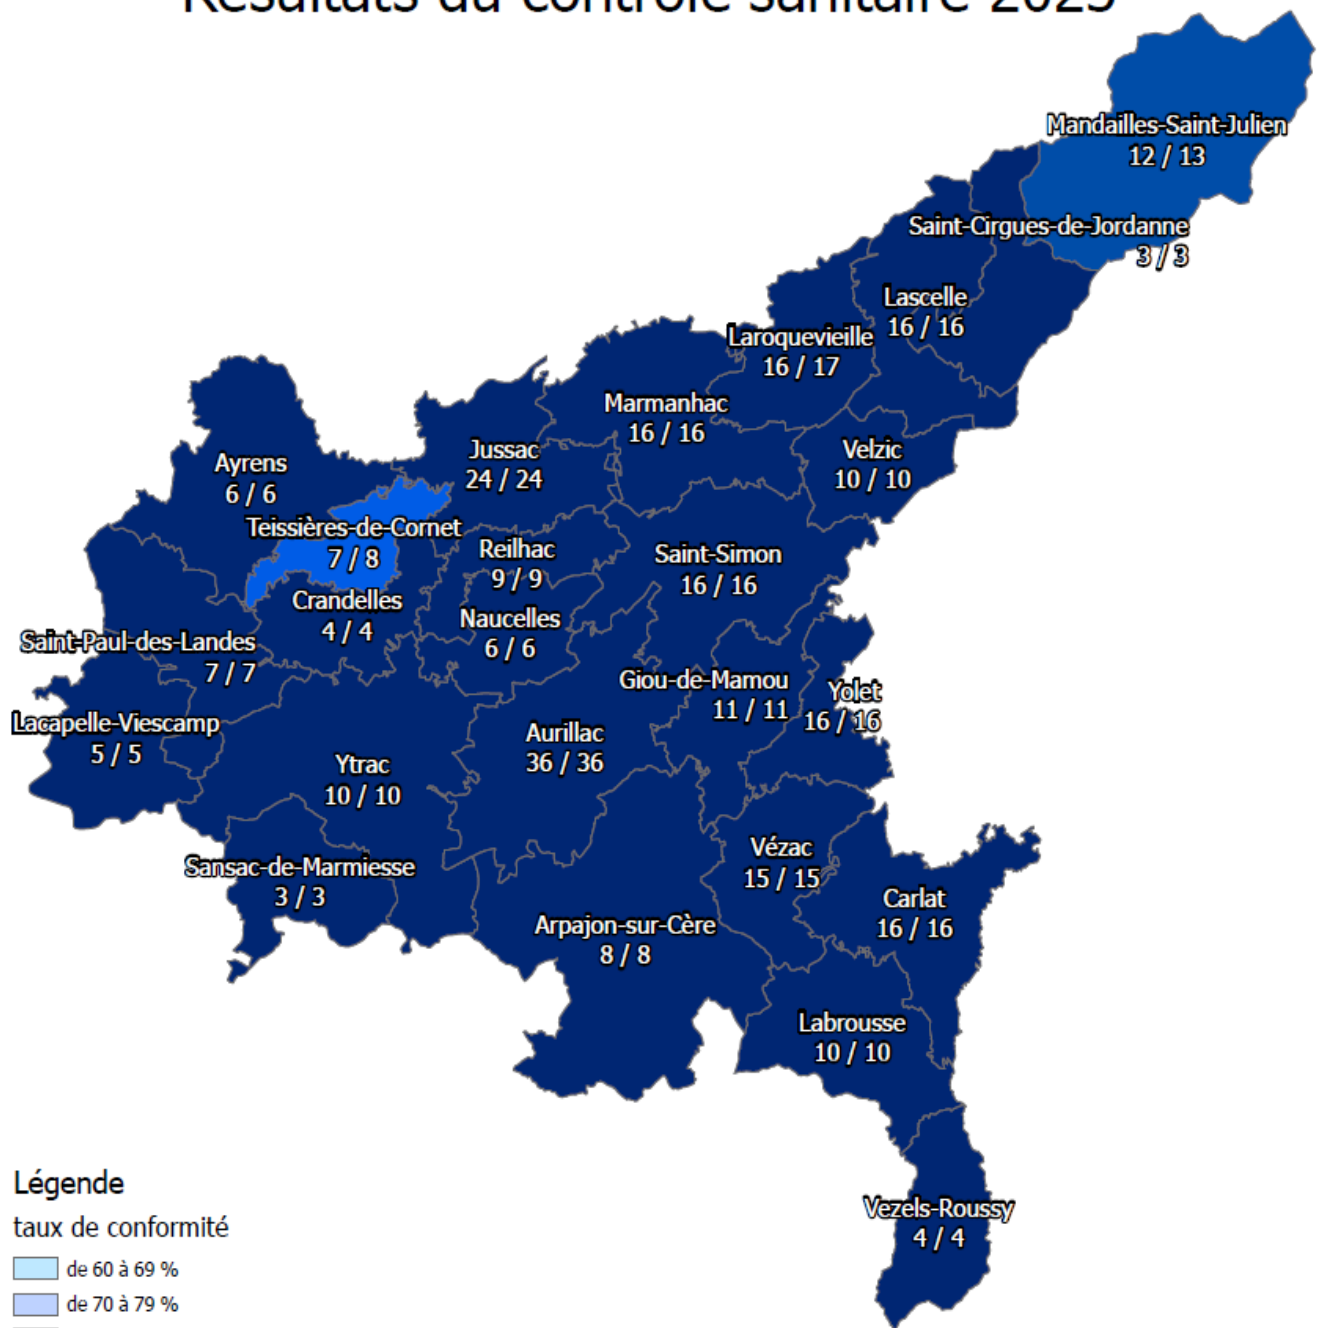 Résultats du contrôle sanitaire 2023
Mandailles-Saint-Julien
12 / 13
Saint-Cirgues-de-Jordanne
3 / 3
Lascelle
16 / 16
Laroquevieille
16 / 17
Marmanhac
16 / 16
Jussac
24 / 24
Velzic
10 / 10
Ayrens
6 / 6
Teissières-de-Cornet
7 / 8
Reilhac
9 / 9
Saint-Simon
16 / 16
Crandelles
4 / 4
Naucelles
6 / 6
Saint-Paul-des-Landes
7 / 7
Giou-de-Mamou
11 / 11
Yolet
16 / 16
Lacapelle-Viescamp
5 / 5
Aurillac
36 / 36
Ytrac
10 / 10
Vézac
15 / 15
Sansac-de-Marmiesse
3 / 3
Carlat
16 / 16
Arpajon-sur-Cère
8 / 8
Labrousse
10 / 10
Vezels-Roussy
4 / 4
Légende
taux de conformité
de 60 à 69 %
de 70 à 79 %